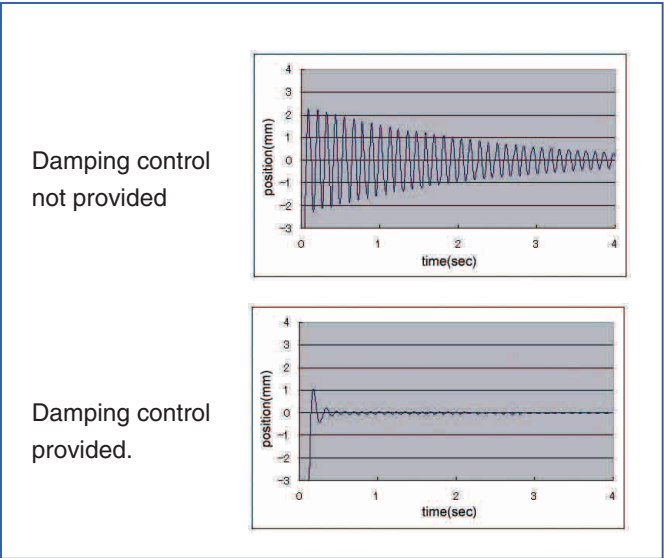 Damping control
not provided
4
3
2
1
0
-1
-2
-3
position(mm)
0 1 2 3 4
time(sec)
Damping control
provided.
4
3
2
1
0
-1
-2
-3
position(mm)
0 1 2 3 4
time(sec)